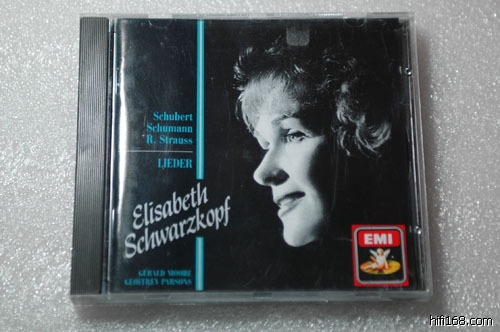 Schubert
Schumann
R. Strauss
LIEDER
Elisabeth
Schwarzkopf
GERALD MOORE
GEOFFREY PARSONS
EMI
hifi168.com